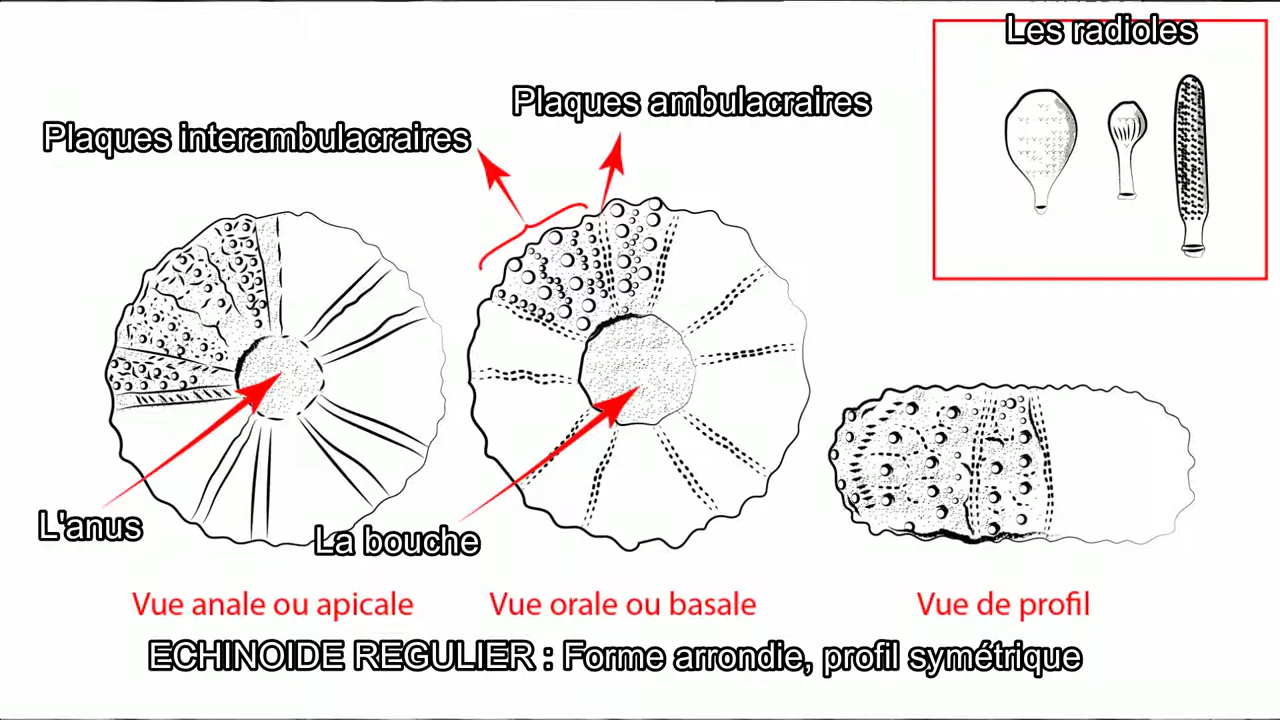 Les radioles
Plaques ambulacraires
Plaques interambulacraires
L'anus
La bouche
Vue anale ou apicale
Vue orale ou basale
Vue de profil
ECHINOIDE REGULIER : Forme arrondie, profil symétrique